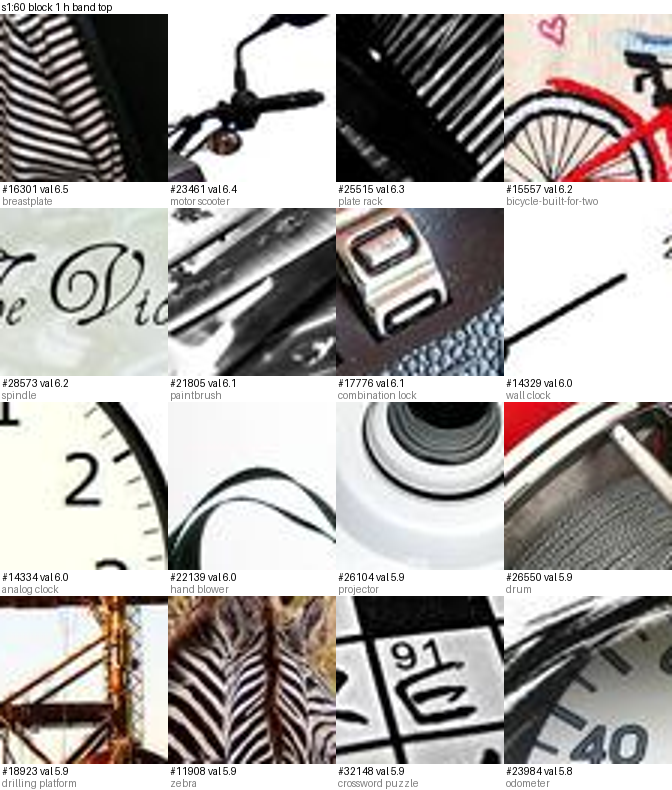 s1:60 block 1 h band top
#16301 val 6.5
breastplate
#23461 val 6.4
motor scooter
#25515 val 6.3
plate rack
#15557 val 6.2
bicycle-built-for-two
#28573 val 6.2
spindle
#21805 val 6.1
paintbrush
#17776 val 6.1
combination lock
#14329 val 6.0
wall clock
2
#14334 val 6.0
analog clock
#22139 val 6.0
hand blower
#26104 val 5.9
projector
#26550 val 5.9
drum
91
40
#18923 val 5.9
drilling platform
#11908 val 5.9
zebra
#32148 val 5.9
crossword puzzle
#23984 val 5.8
odometer